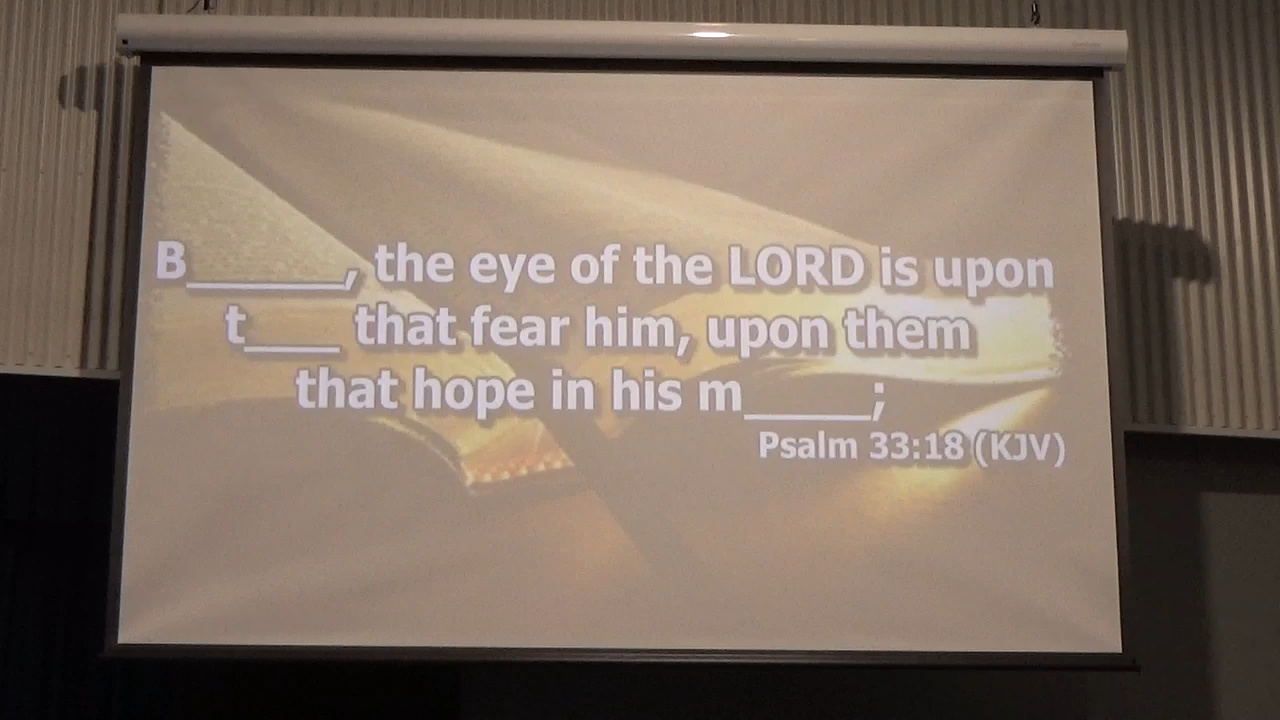 B______, the eye of the LORD is upon
t____ that fear him, upon them
that hope in his m_____;
Psalm 33:18 (KJV)